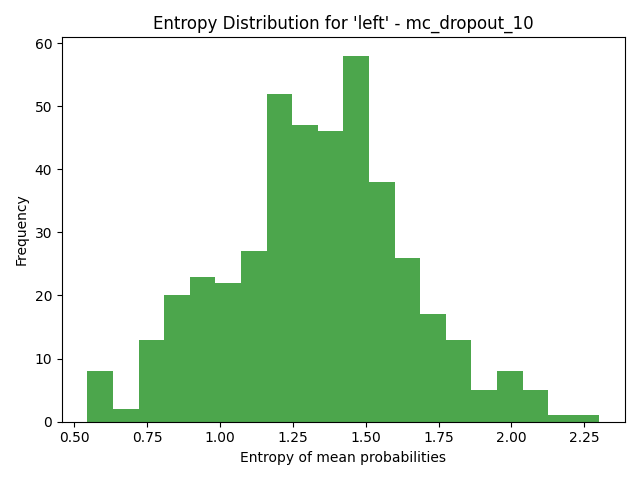 Entropy Distribution for 'left' - mc_dropout_10
Frequency
60
50
40
30
20
10
0
0.50 0.75 1.00 1.25 1.50 1.75 2.00 2.25
Entropy of mean probabilities